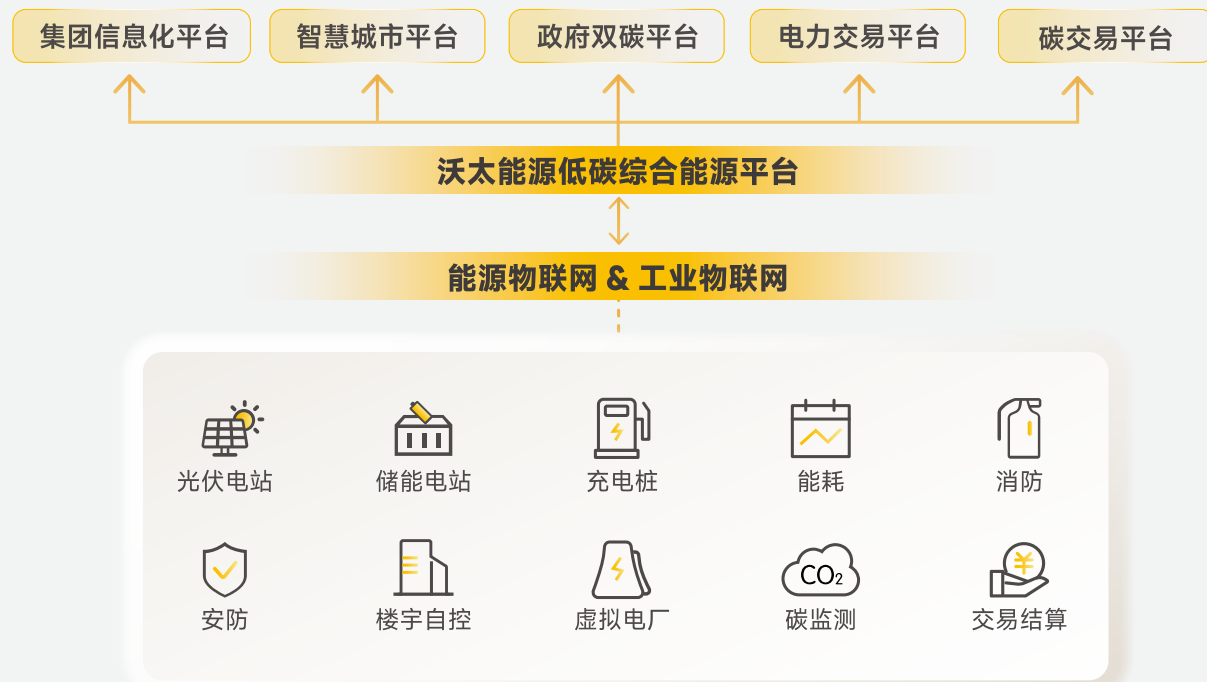 集团信息化平台
智慧城市平台
政府双碳平台
电力交易平台
碳交易平台
沃太能源低碳综合能源平台
能源物联网 & 工业物联网
光伏电站
储能电站
充电桩
能耗
消防
CO₂
¥
安防
楼宇自控
虚拟电厂
碳监测
交易结算